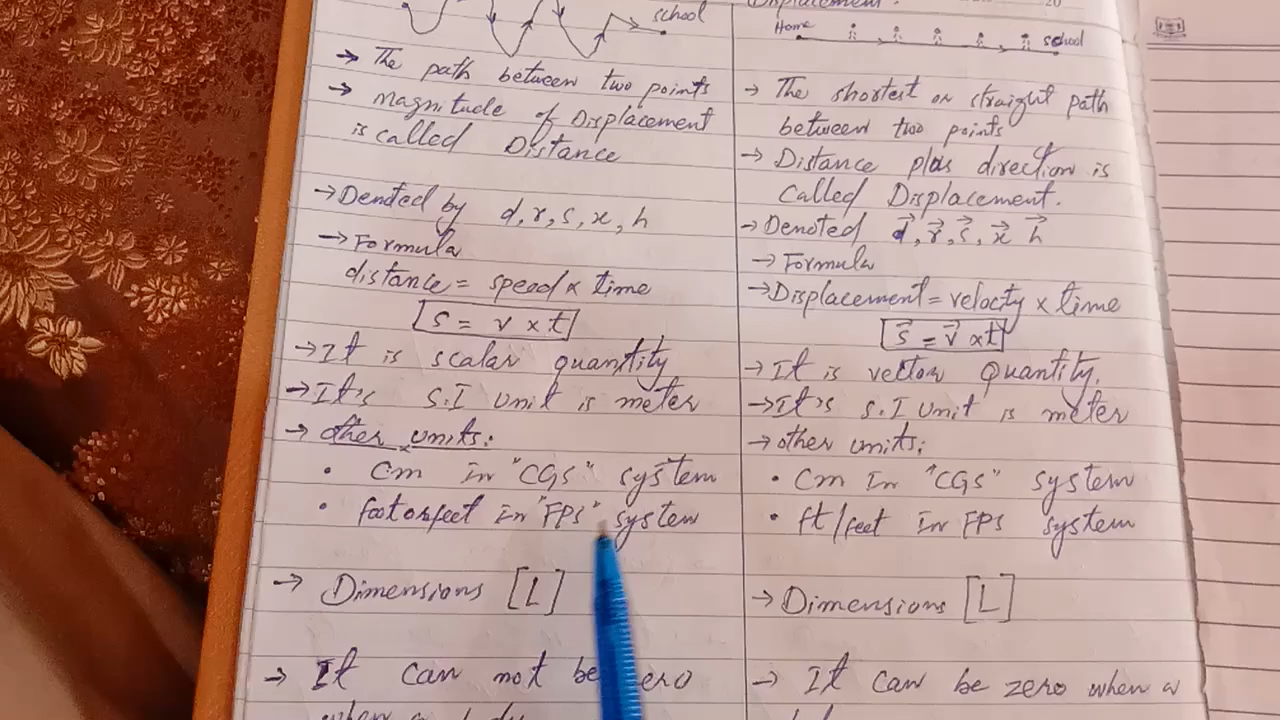 school
→ The path between two points
→ magnitude of Displacement
is called Distance
→ Denoted by d, r, s, x, h
→ Formula
distance = speed x time
s = v x t
→ It is scalar quantity
→ It's S.I unit is meter
→ other units:
• Cm in "CGS" system
• foot or feet in "FPS" system
→ Dimensions [L]
→ It can not be
when a
Displacement:
Home
school
→ The shortest or straight path
between two points
→ Distance plus direction is
Called Displacement.
→ Denoted d⃗, r⃗, s⃗, x⃗ h⃗
→ Formula
→ Displacement = velocty x time
s⃗ = v⃗ x t
→ It is vector Quantity.
→ It's S.I unit is meter
→ other units:
• Cm In "CGS" system
• ft/feet in FPS system
→ Dimensions [L]
→ It can be zero when a